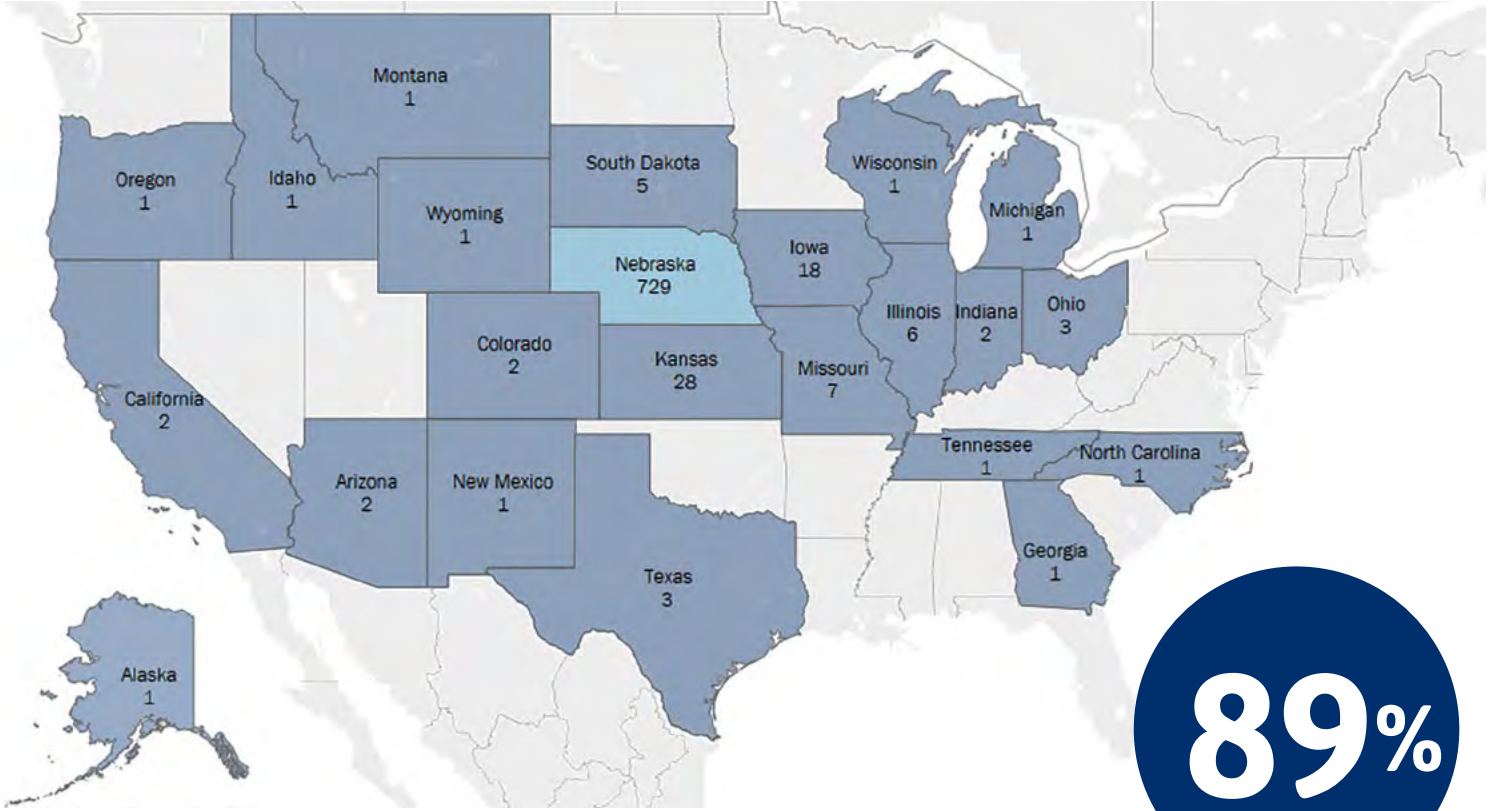 Montana
1
Oregon
1
Idaho
1
Wyoming
1
South Dakota
5
Nebraska
729
Wisconsin
1
Michigan
1
Iowa
18
Illinois
6
Indiana
2
Ohio
3
Colorado
2
Kansas
28
Missouri
7
California
2
Arizona
2
New Mexico
1
Tennessee
1
North Carolina
1
Texas
3
Georgia
1
Alaska
1
89%